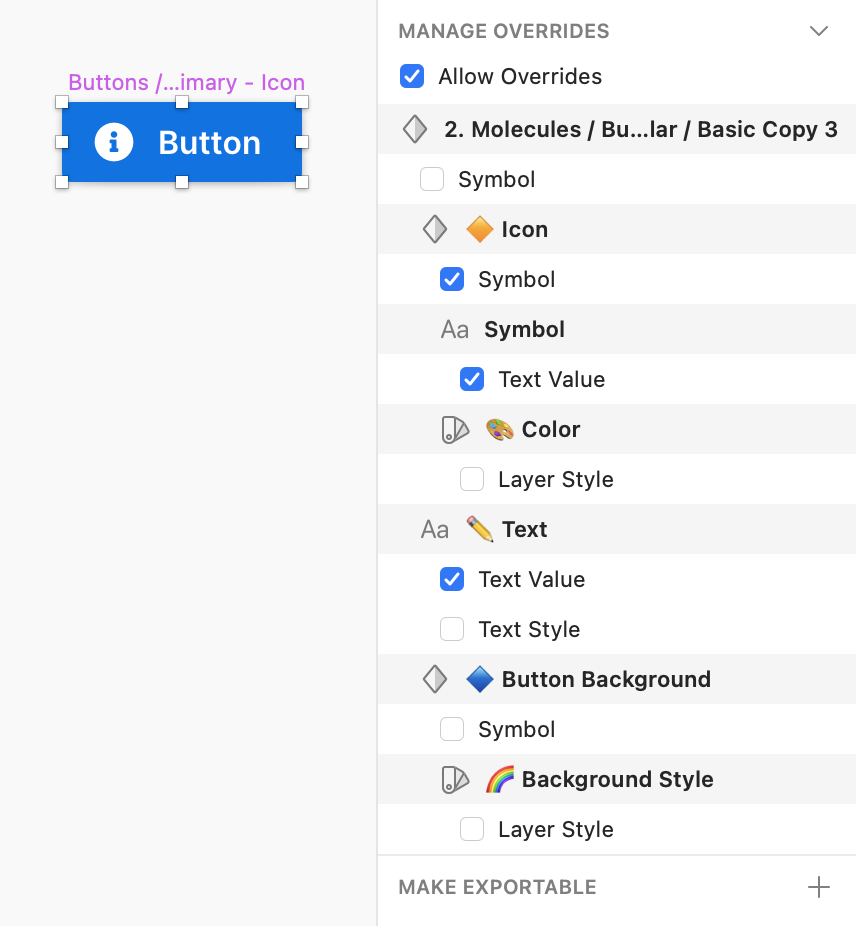 Buttons /...imary - Icon
Button
MANAGE OVERRIDES
Allow Overrides
2. Molecules / Bu...lar / Basic Copy 3
Symbol
Icon
Symbol
Aa Symbol
Text Value
Color
Layer Style
Aa Text
Text Value
Text Style
Button Background
Symbol
Background Style
Layer Style
MAKE EXPORTABLE